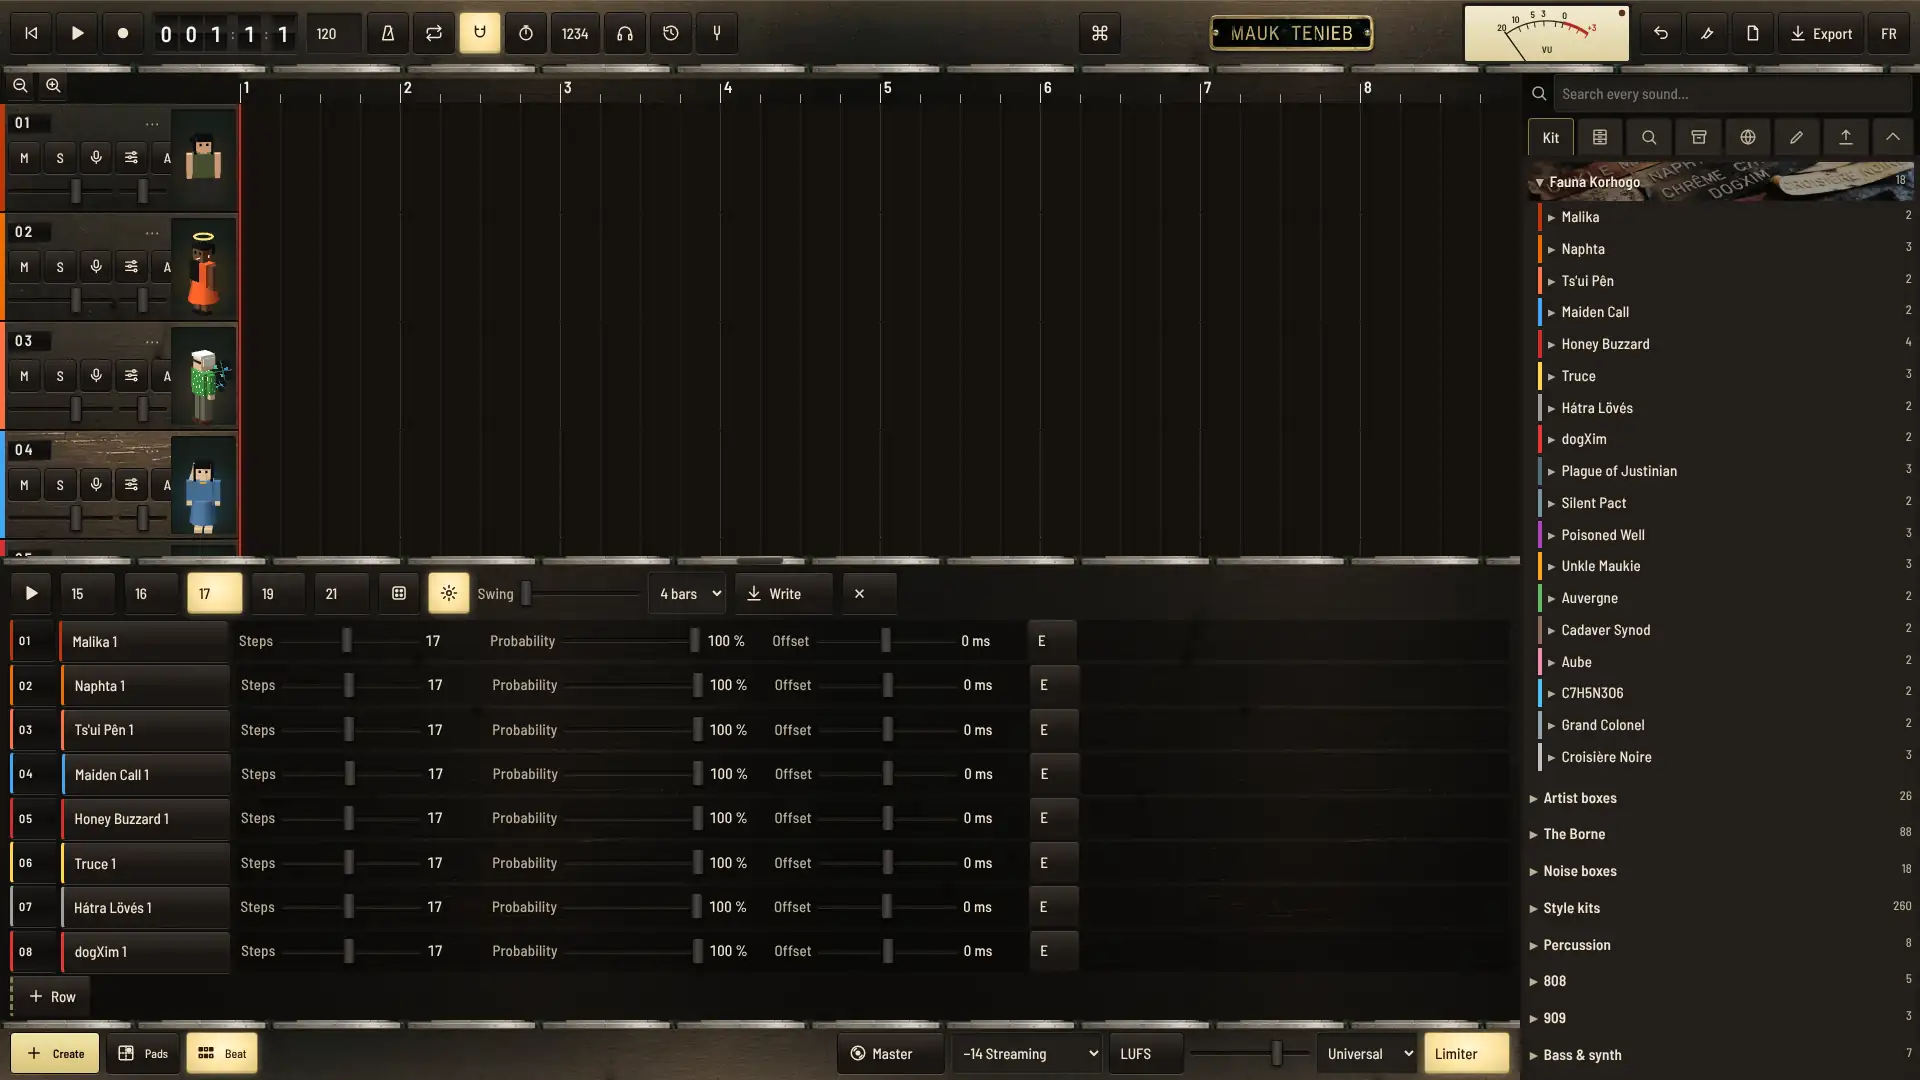 0 0 1 : 1 : 1
120
1234
MAUK TENIEB
20 10 5 3 0 +3
VU
Export
FR
1 2 3 4 5 6 7 8
Search every sound...
Kit
01
M S A
02
M S A
03
M S A
04
M S A
Fauna Korhogo 18
Malika 2
Naphta 3
Ts'ui Pên 2
Maiden Call 2
Honey Buzzard 4
Truce 3
Hátra Lövés 2
dogXim 2
Plague of Justinian 3
Silent Pact 2
Poisoned Well 3
Unkle Maukie 3
Auvergne 2
Cadaver Synod 2
Aube 2
C7H5N3O6 2
Grand Colonel 2
Croisière Noire 3
Artist boxes 26
The Borne 88
Noise boxes 18
Style kits 260
Percussion 8
808 5
909 3
Bass & synth 7
15 16 17 19 21 Swing 4 bars Write
01 Malika 1 Steps 17 Probability 100 % Offset 0 ms E
02 Naphta 1 Steps 17 Probability 100 % Offset 0 ms E
03 Ts'ui Pên 1 Steps 17 Probability 100 % Offset 0 ms E
04 Maiden Call 1 Steps 17 Probability 100 % Offset 0 ms E
05 Honey Buzzard 1 Steps 17 Probability 100 % Offset 0 ms E
06 Truce 1 Steps 17 Probability 100 % Offset 0 ms E
07 Hátra Lövés 1 Steps 17 Probability 100 % Offset 0 ms E
08 dogXim 1 Steps 17 Probability 100 % Offset 0 ms E
+ Row
+ Create Pads Beat Master −14 Streaming LUFS Universal Limiter